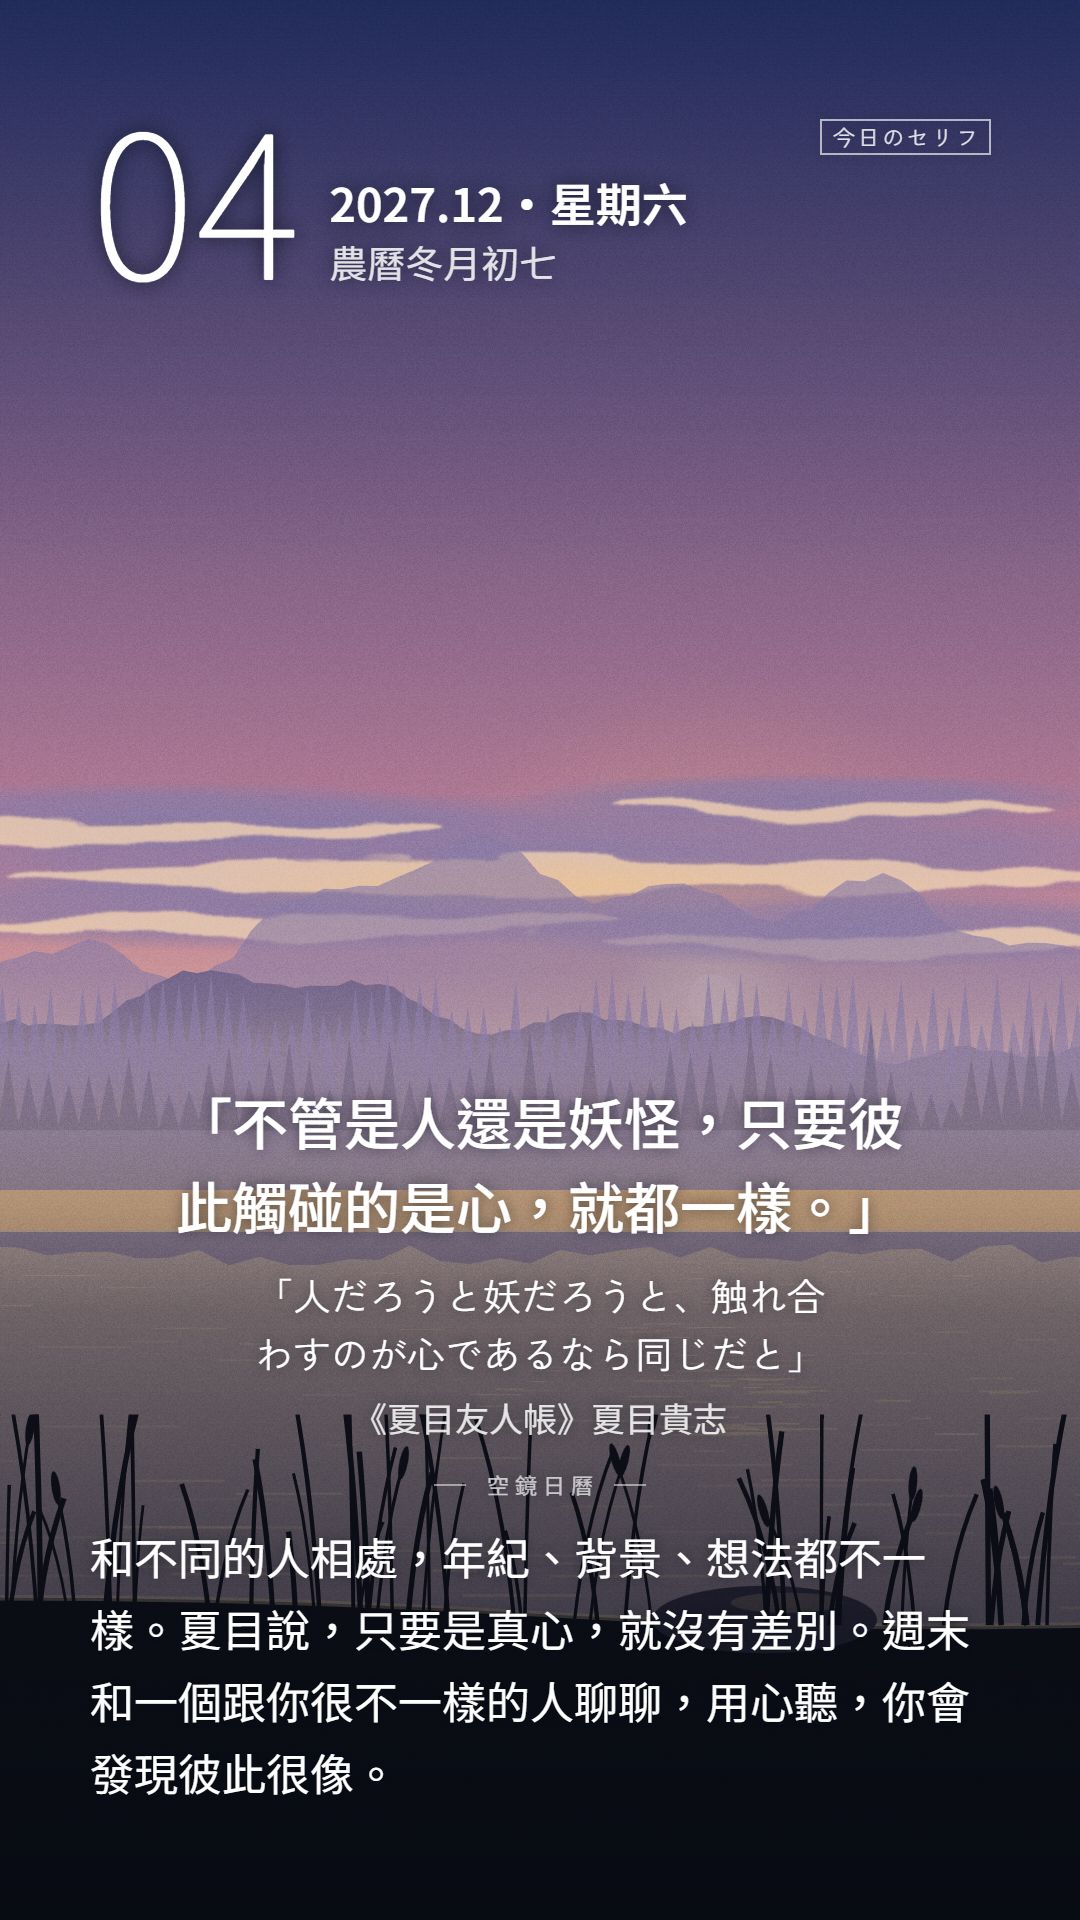 04
今日のセリフ
2027.12・星期六
農曆冬月初七
「不管是人還是妖怪，只要彼
此觸碰的是心，就都一樣。」
「人だろうと妖だろうと、触れ合
わすのが心であるなら同じだと」
《夏目友人帳》夏目貴志
— 空鏡日曆 —
和不同的人相處，年紀、背景、想法都不一
樣。夏目說，只要是真心，就沒有差別。週末
和一個跟你很不一樣的人聊聊，用心聽，你會
發現彼此很像。